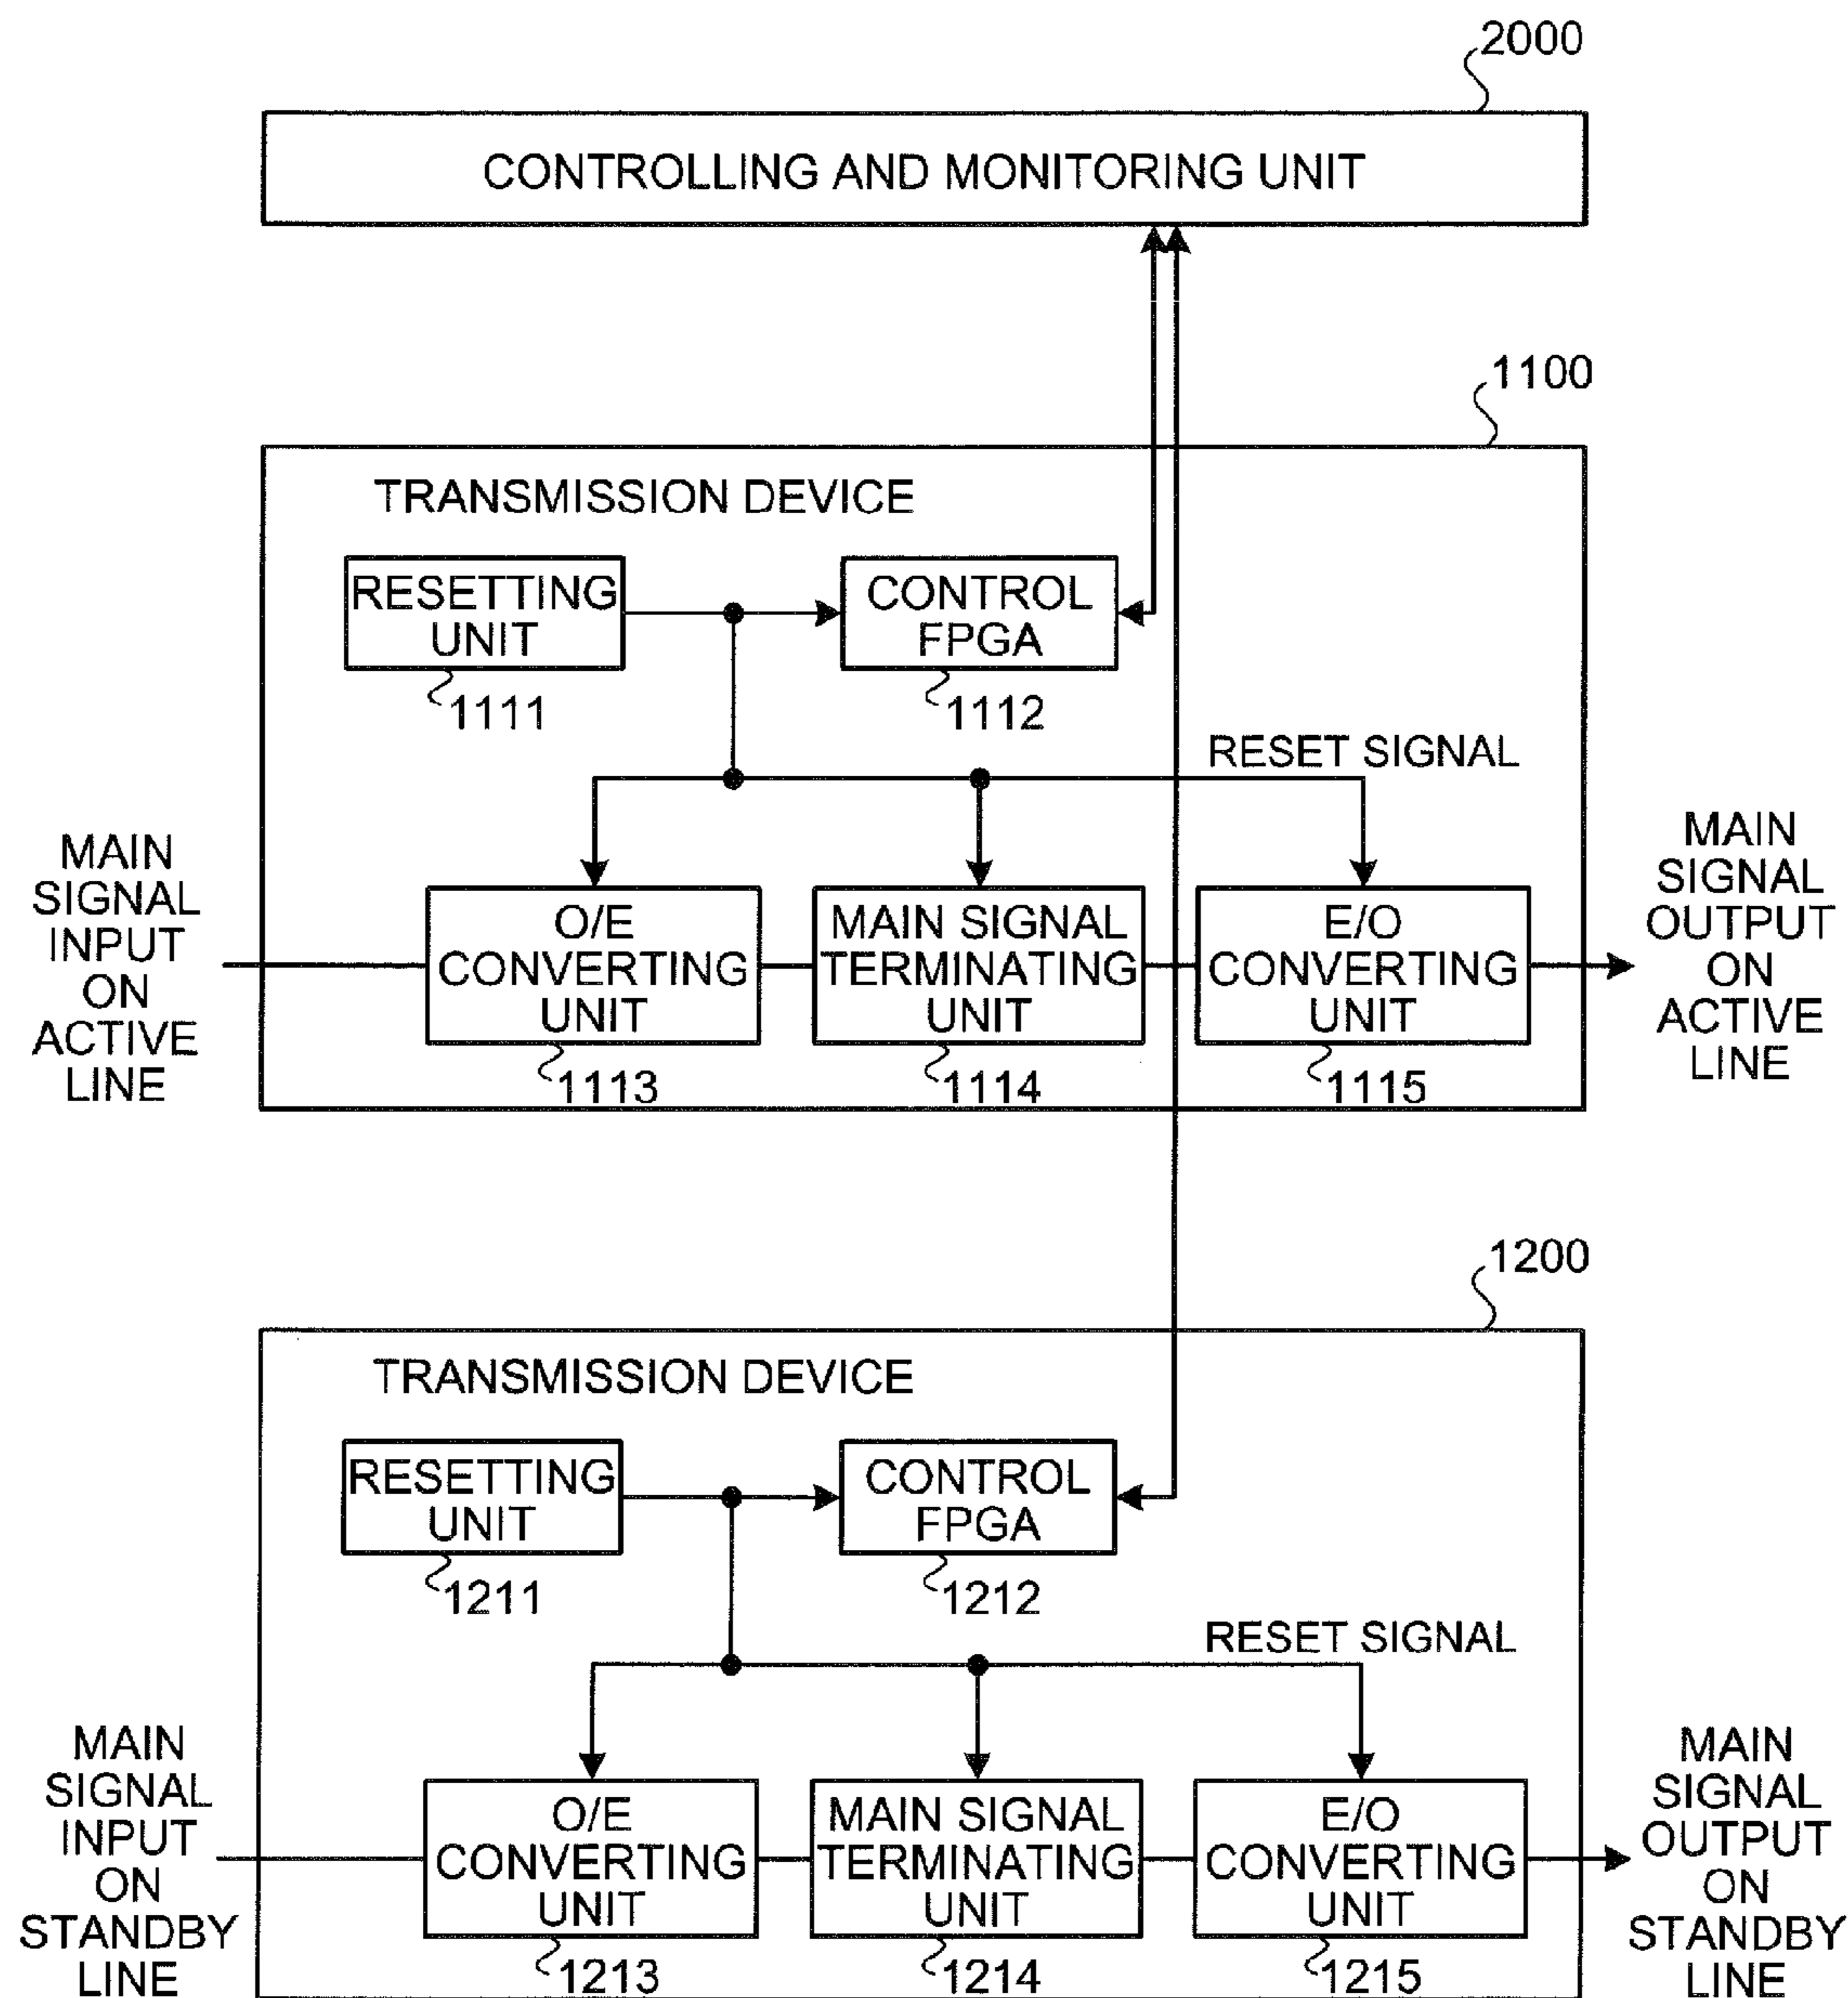 2000
CONTROLLING AND MONITORING UNIT
1100
TRANSMISSION DEVICE
RESETTING
UNIT
1111
CONTROL
FPGA
1112
RESET SIGNAL
MAIN
SIGNAL
INPUT
ON
ACTIVE
LINE
O/E
CONVERTING
UNIT
1113
MAIN SIGNAL
TERMINATING
UNIT
1114
E/O
CONVERTING
UNIT
1115
MAIN
SIGNAL
OUTPUT
ON
ACTIVE
LINE
1200
TRANSMISSION DEVICE
RESETTING
UNIT
1211
CONTROL
FPGA
1212
RESET SIGNAL
MAIN
SIGNAL
INPUT
ON
STANDBY
LINE
O/E
CONVERTING
UNIT
1213
MAIN SIGNAL
TERMINATING
UNIT
1214
E/O
CONVERTING
UNIT
1215
MAIN
SIGNAL
OUTPUT
ON
STANDBY
LINE